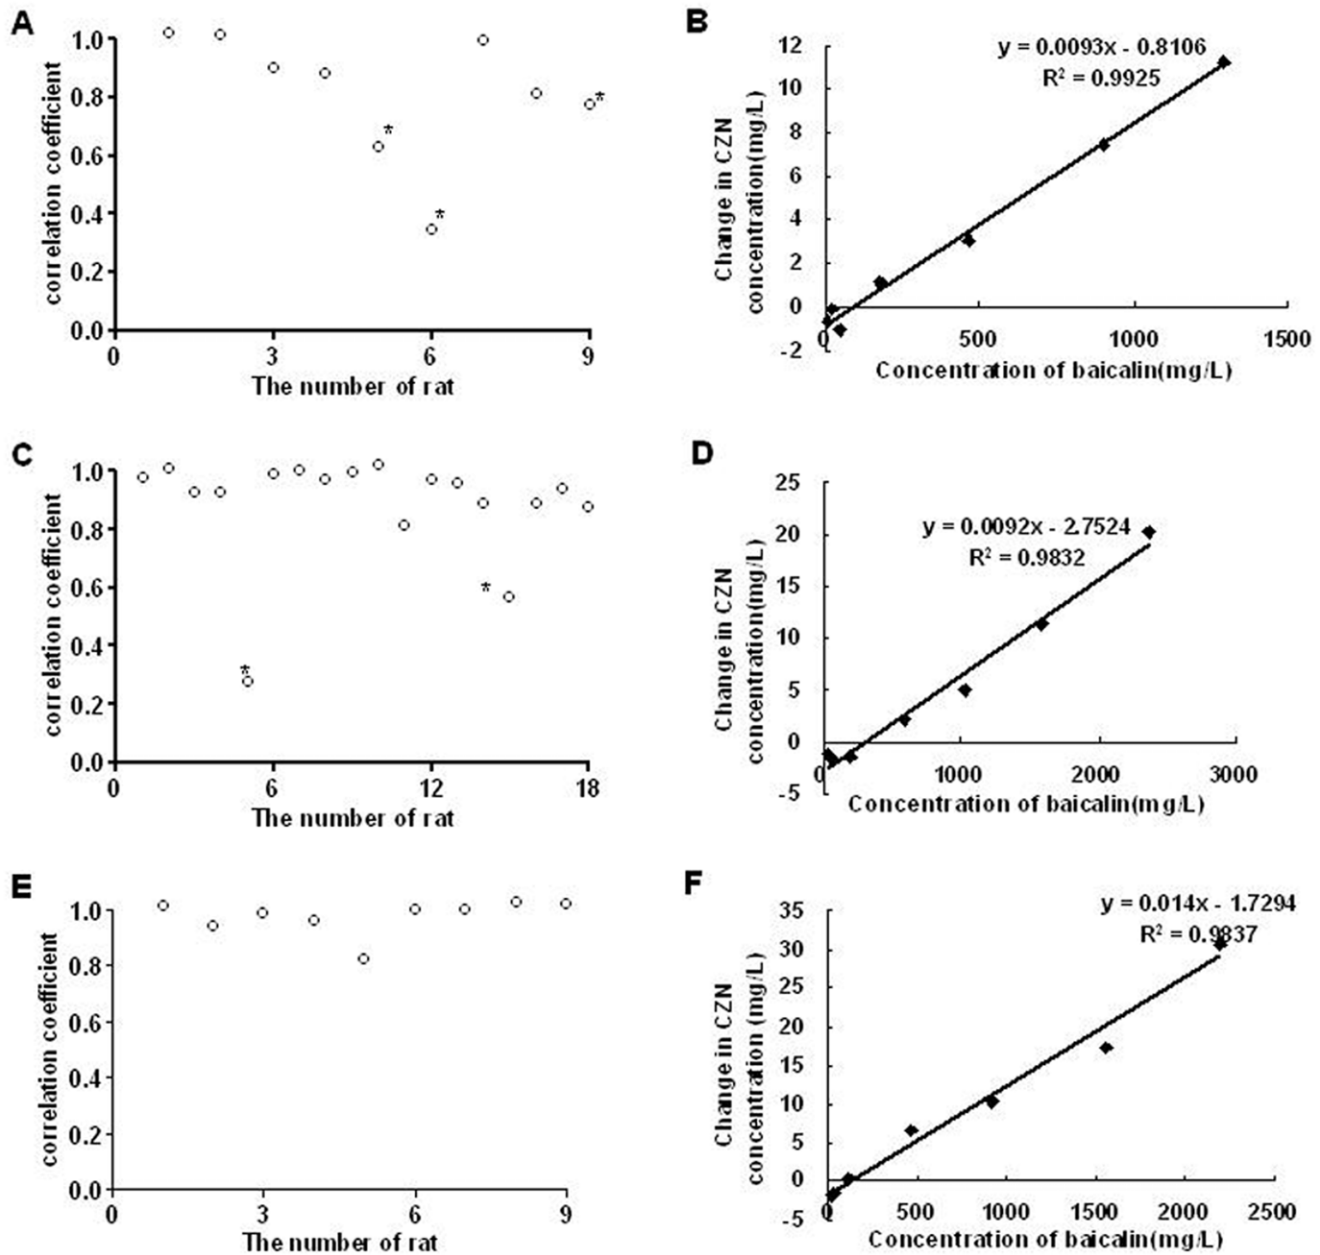 A
1.0
0.8
0.6
0.4
0.2
0.0
correlation coefficient
*
*
*
0 3 6 9
The number of rat
B
y = 0.0093x - 0.8106
R² = 0.9925
12
10
8
6
4
2
0
-2
Change in CZN
concentration(mg/L)
0 500 1000 1500
Concentration of baicalin(mg/L)
C
1.0
0.8
0.6
0.4
0.2
0.0
correlation coefficient
*
*
0 6 12 18
The number of rat
D
y = 0.0092x - 2.7524
R² = 0.9832
25
20
15
10
5
0
-5
Change in CZN
concentration(mg/L)
0 1000 2000 3000
Concentration of baicalin(mg/L)
E
1.0
0.8
0.6
0.4
0.2
0.0
correlation coefficient
0 3 6 9
The number of rat
F
y = 0.014x - 1.7294
R² = 0.9837
35
30
25
20
15
10
5
0
-5
Change in CZN
concentration (mg/L)
0 500 1000 1500 2000 2500
Concentration of baicalin(mg/L)